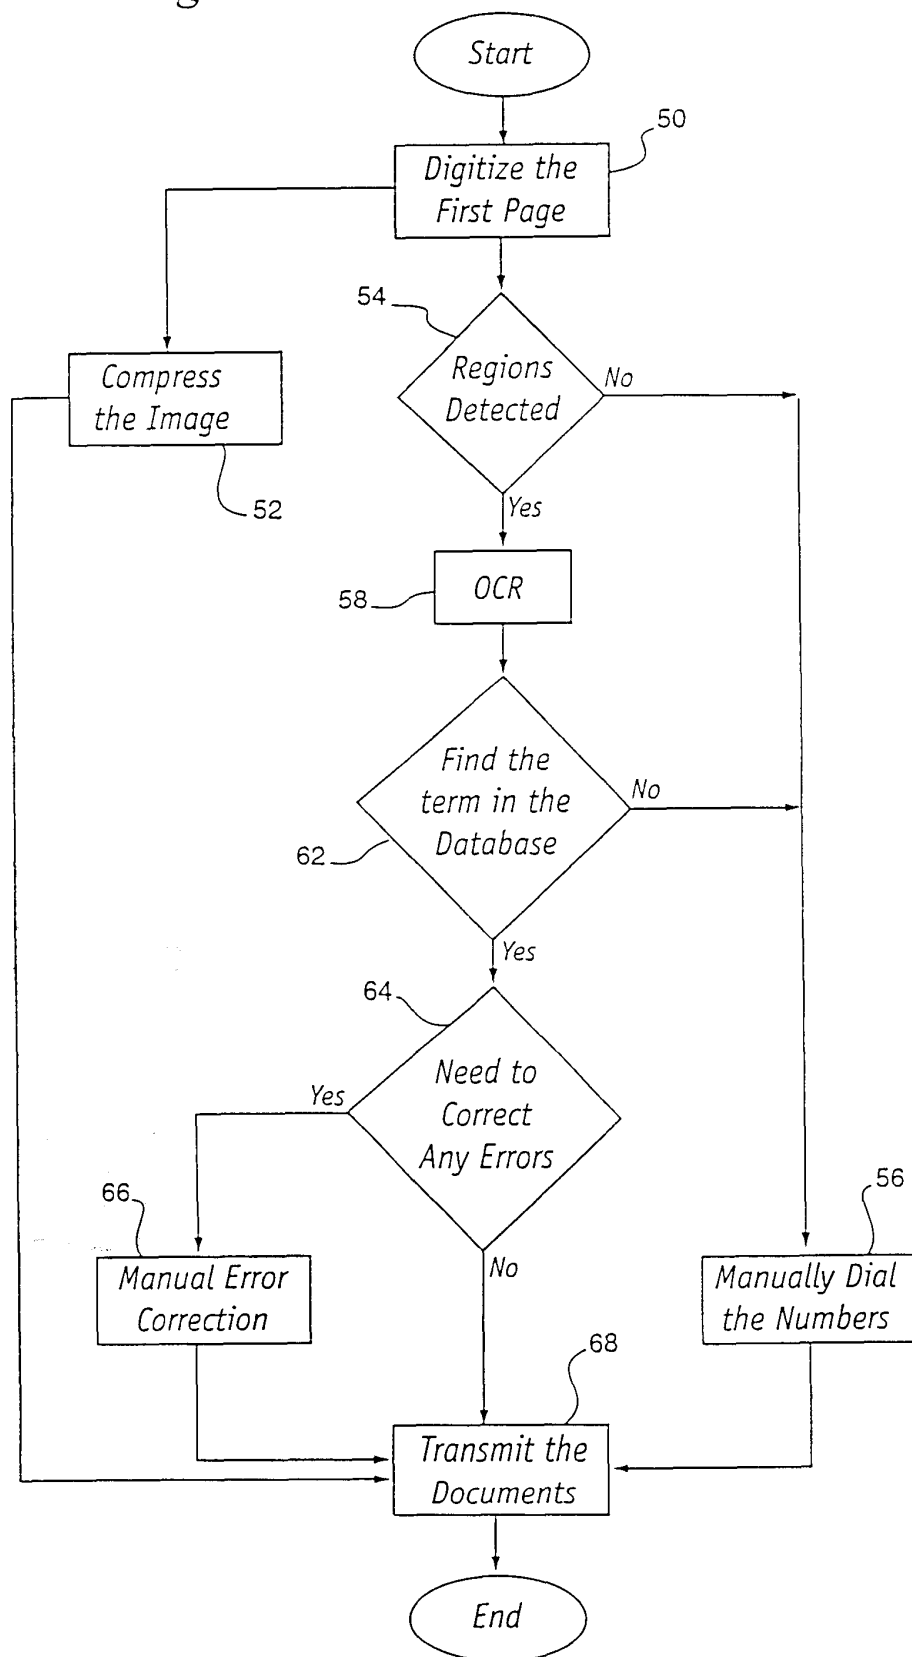 Start
50
Digitize the
First Page
54
Regions
Detected
No
Compress
the Image
52
Yes
58
OCR
Find the
term in the
Database
No
62
Yes
64
Need to
Correct
Any Errors
Yes
66
56
No
Manual Error
Correction
Manually Dial
the Numbers
68
Transmit the
Documents
End